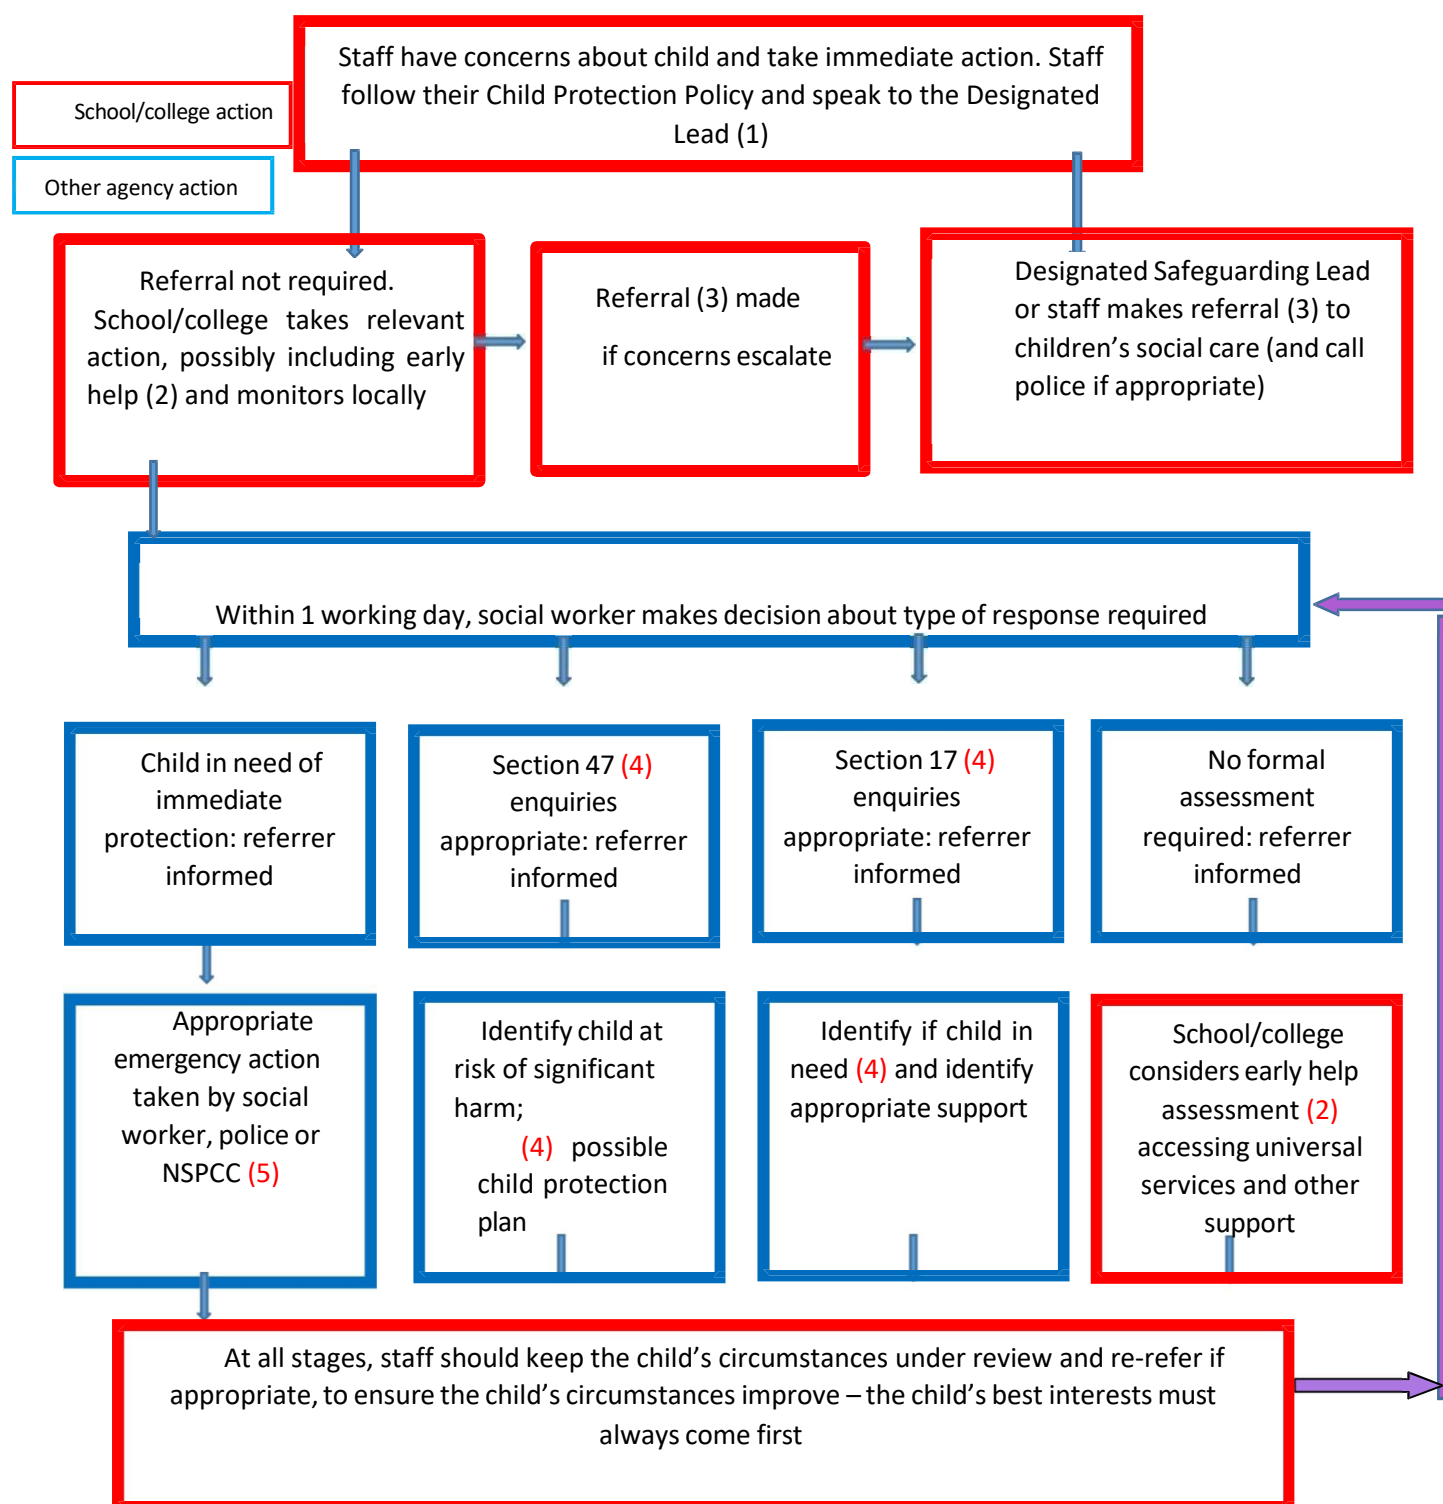 Staff have concerns about child and take immediate action. Staff
follow their Child Protection Policy and speak to the Designated
Lead (1)
School/college action
Other agency action
Referral not required.
School/college takes relevant
action, possibly including early
help (2) and monitors locally
Referral (3) made
if concerns escalate
Designated Safeguarding Lead
or staff makes referral (3) to
children’s social care (and call
police if appropriate)
Within 1 working day, social worker makes decision about type of response required
Child in need of
immediate
protection: referrer
informed
Section 47 (4)
enquiries
appropriate: referrer
informed
Section 17 (4)
enquiries
appropriate: referrer
informed
No formal
assessment
required: referrer
informed
Appropriate
emergency action
taken by social
worker, police or
NSPCC (5)
Identify child at
risk of significant
harm;
(4) possible
child protection
plan
Identify if child in
need (4) and identify
appropriate support
School/college
considers early help
assessment (2)
accessing universal
services and other
support
At all stages, staff should keep the child’s circumstances under review and re-refer if
appropriate, to ensure the child’s circumstances improve – the child’s best interests must
always come first